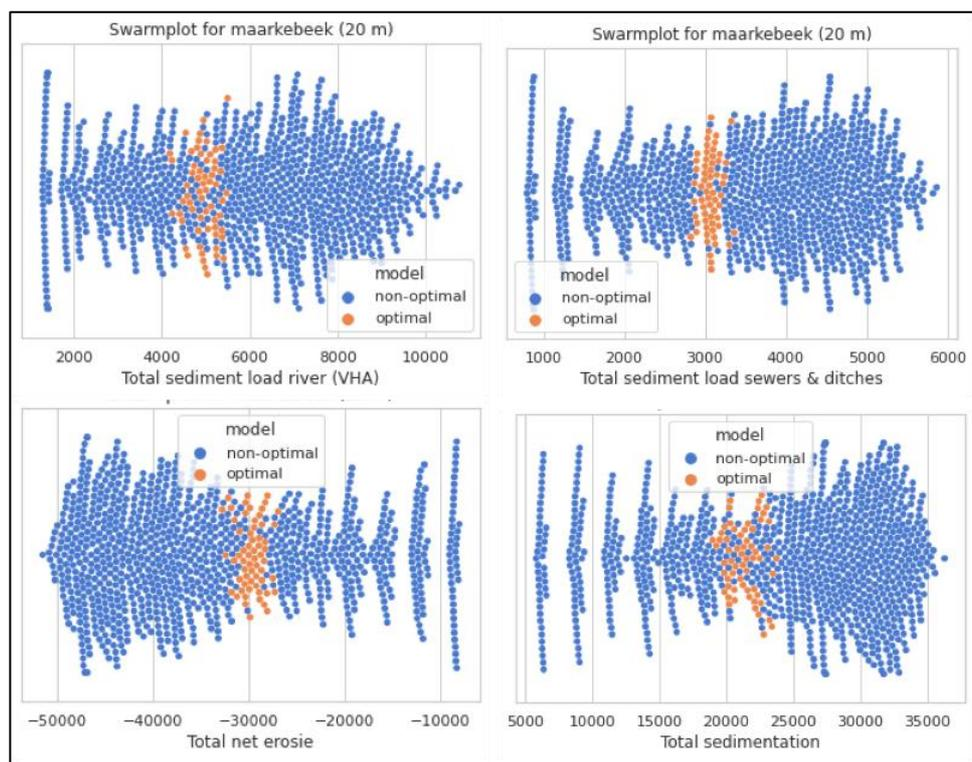 Swarmplot for maarkebeek (20 m)
model
non-optimal
optimal
2000 4000 6000 8000 10000
Total sediment load river (VHA)
Swarmplot for maarkebeek (20 m)
model
non-optimal
optimal
1000 2000 3000 4000 5000 6000
Total sediment load sewers & ditches
model
non-optimal
optimal
−50000 −40000 −30000 −20000 −10000
Total net erosie
model
non-optimal
optimal
5000 10000 15000 20000 25000 30000 35000
Total sedimentation